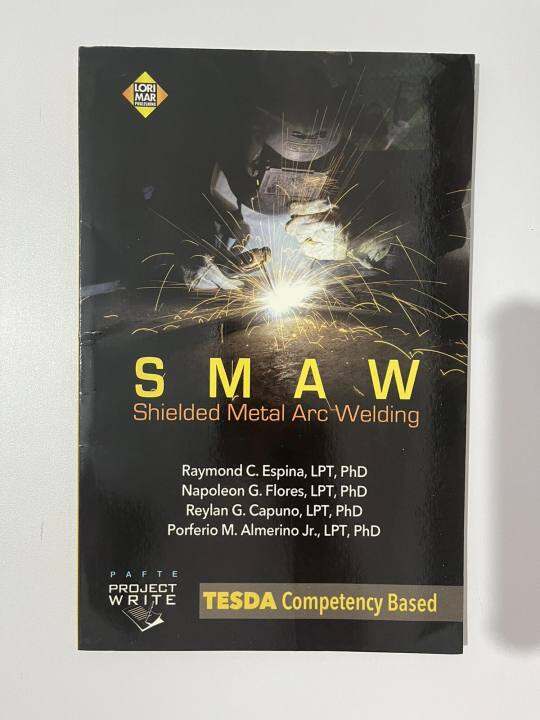 LORI
MAR
PUBLISHING
S M A W
Shielded Metal Arc Welding
Raymond C. Espina, LPT, PhD
Napoleon G. Flores, LPT, PhD
Reylan G. Capuno, LPT, PhD
Porferio M. Almerino Jr., LPT, PhD
PAFTE
PROJECT
WRITE
TESDA Competency Based